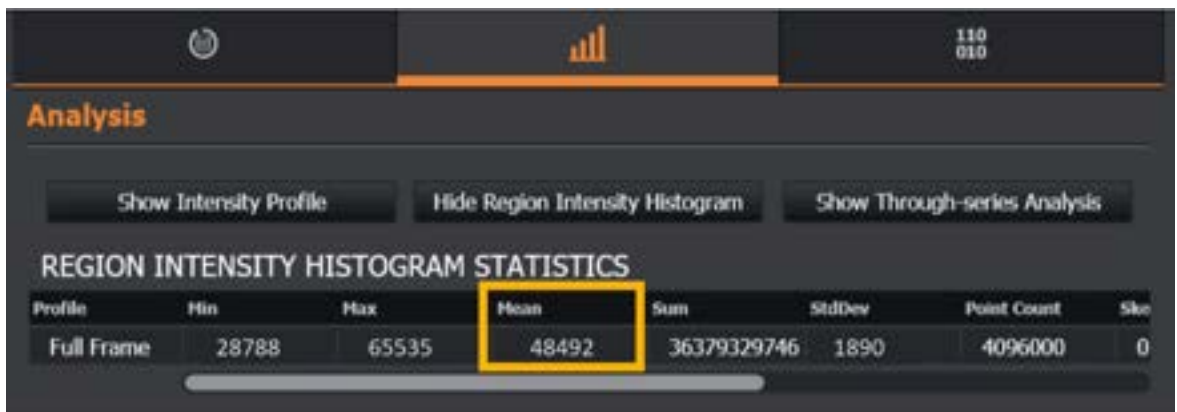 110
010
Analysis
Show Intensity Profile Hide Region Intensity Histogram Show Through-series Analysis
REGION INTENSITY HISTOGRAM STATISTICS
Profile Min Max Mean Sum StdDev Point Count Ske
Full Frame 28788 65535 48492 36379329746 1890 4096000 0